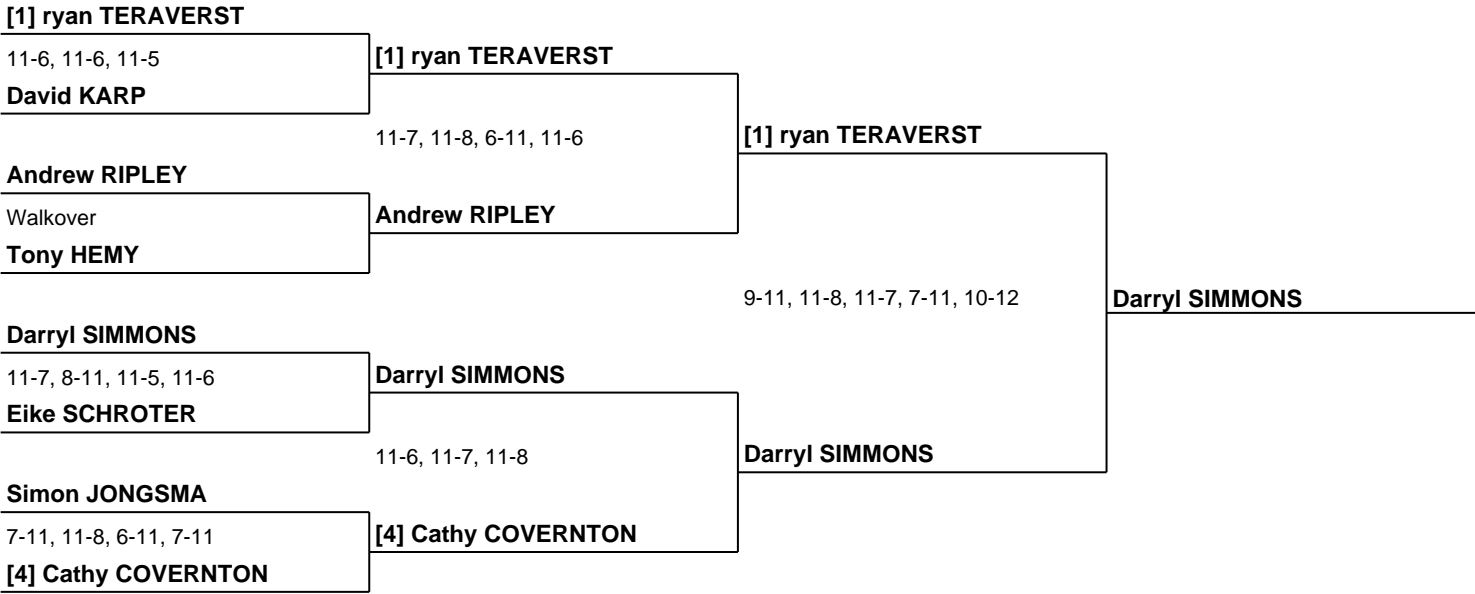 [1] ryan TERAVERST
11-6, 11-6, 11-5
David KARP
[1] ryan TERAVERST
11-7, 11-8, 6-11, 11-6
[1] ryan TERAVERST
Andrew RIPLEY
Walkover
Tony HEMY
Andrew RIPLEY
9-11, 11-8, 11-7, 7-11, 10-12
Darryl SIMMONS
Darryl SIMMONS
11-7, 8-11, 11-5, 11-6
Eike SCHROTER
Darryl SIMMONS
11-6, 11-7, 11-8
Darryl SIMMONS
Simon JONGSMA
7-11, 11-8, 6-11, 7-11
[4] Cathy COVERNTON
[4] Cathy COVERNTON